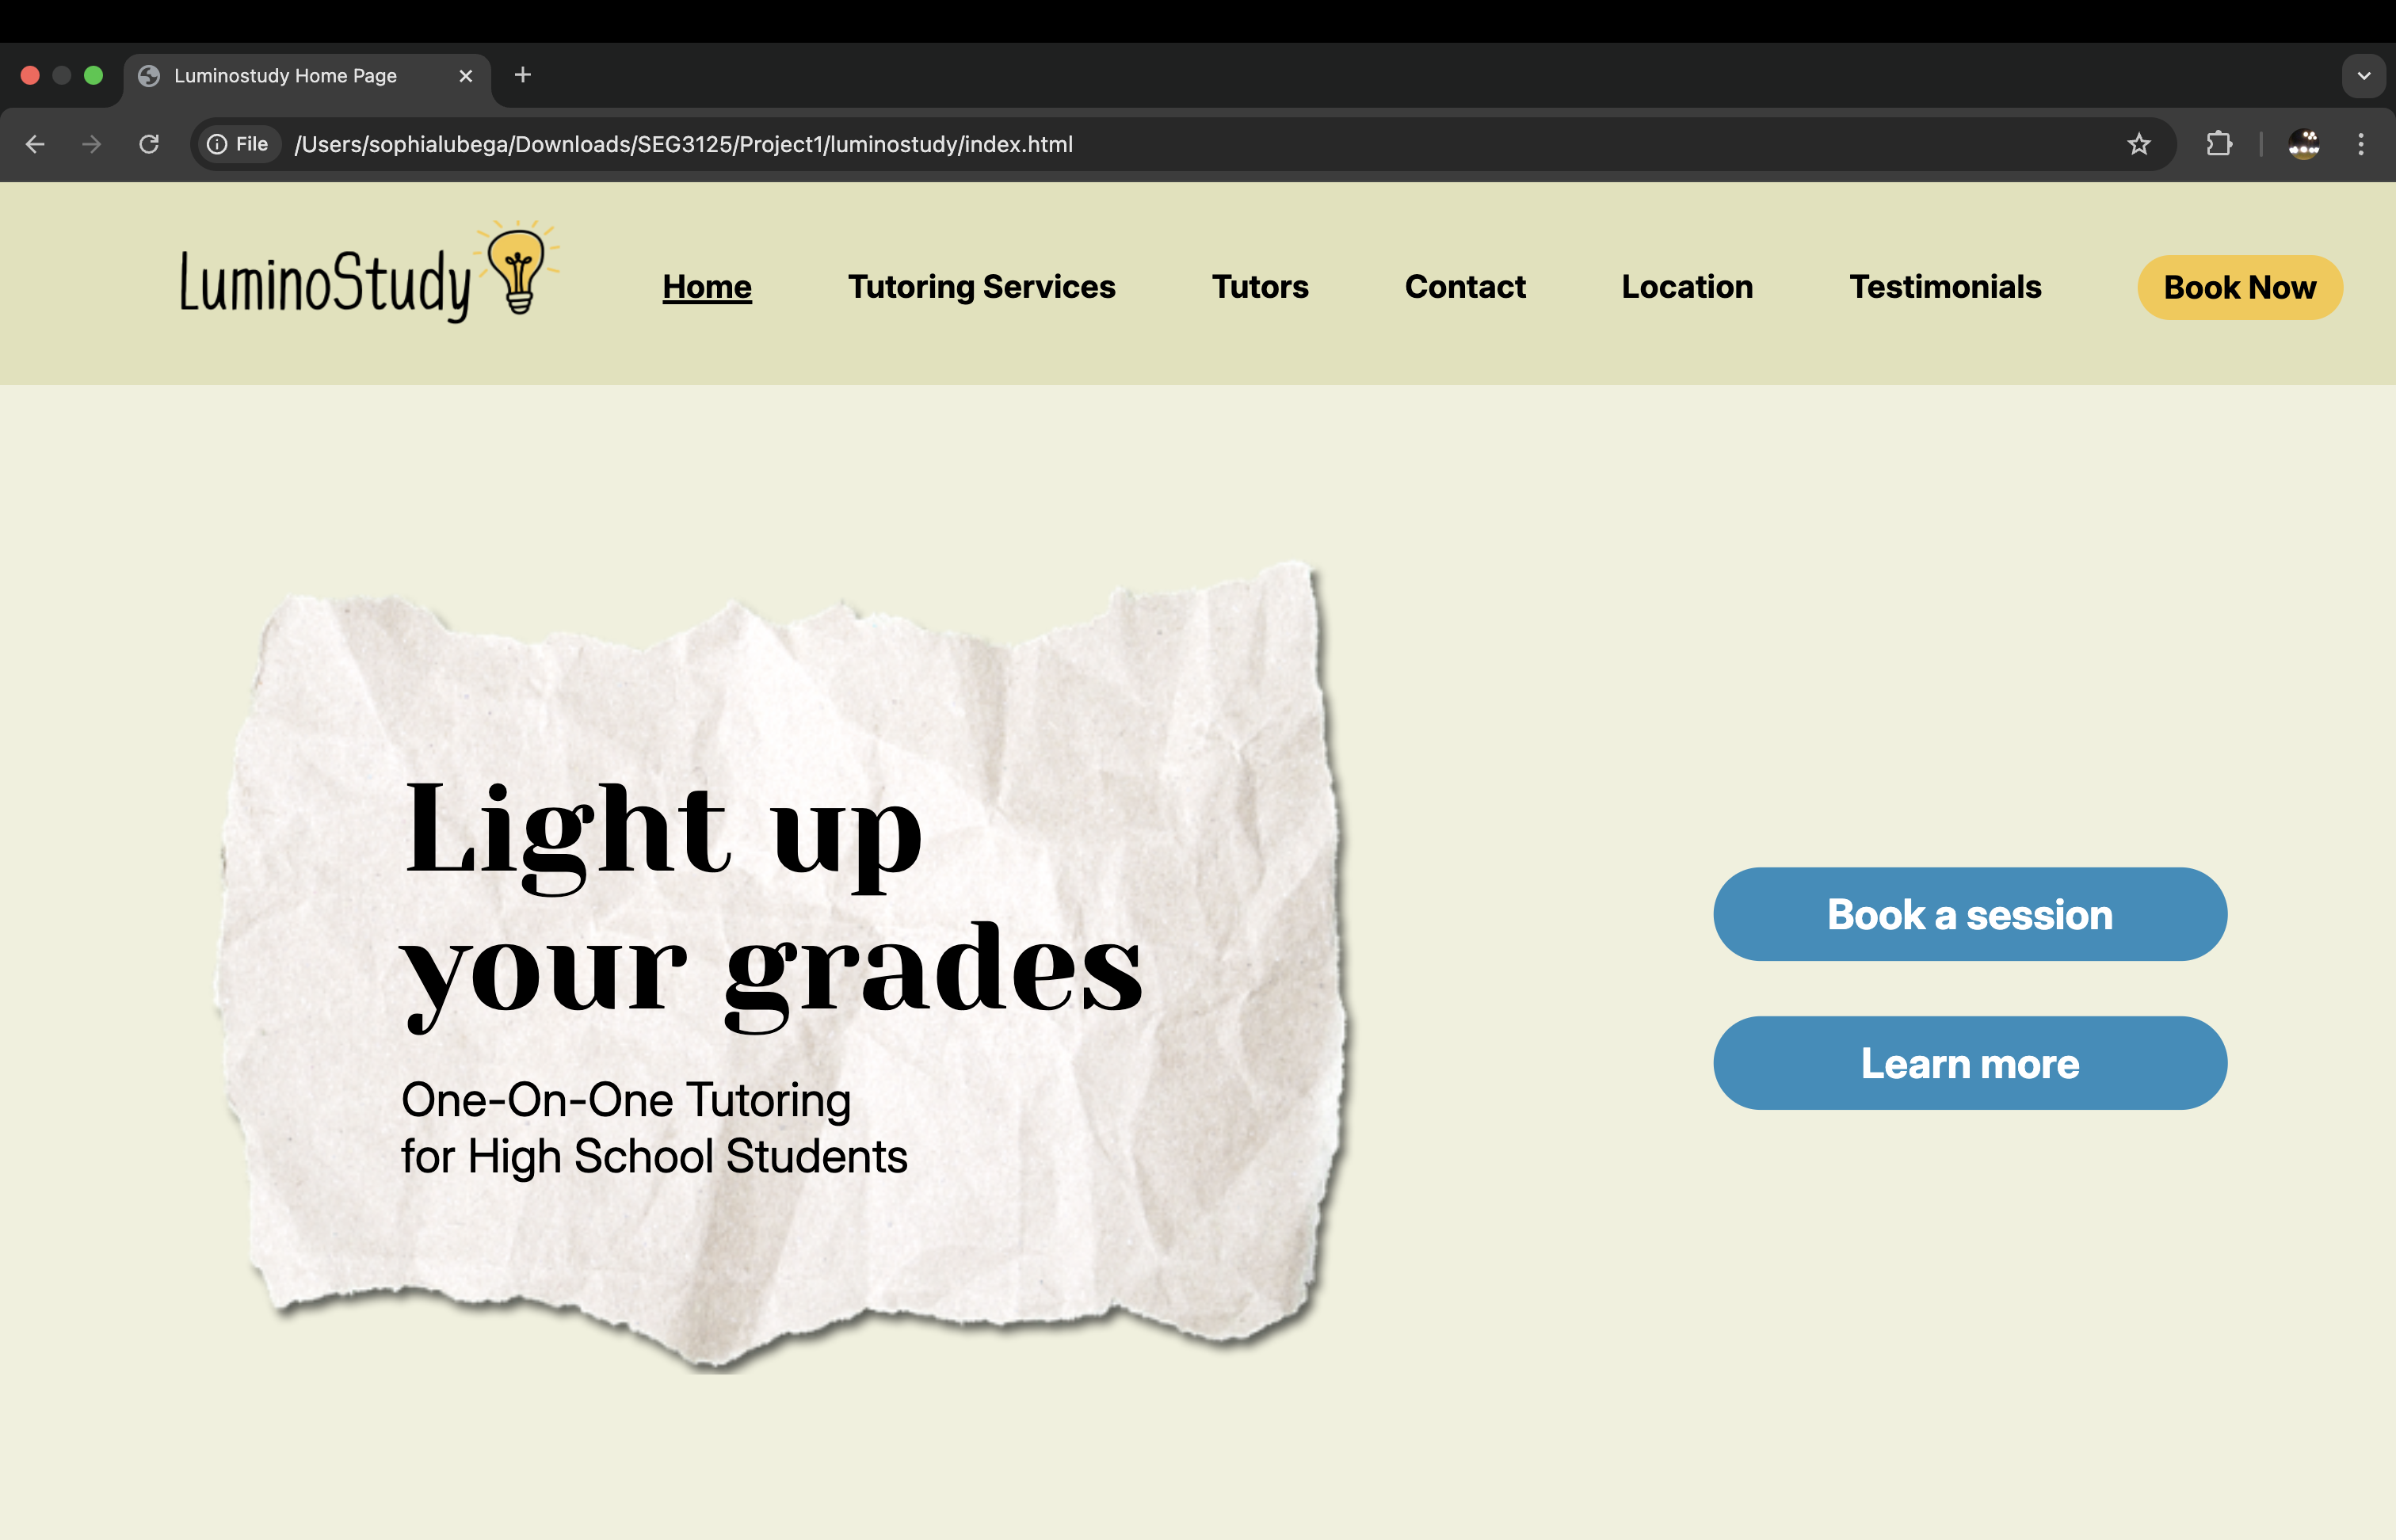 Luminostudy Home Page
File /Users/sophialubega/Downloads/SEG3125/Project1/luminostudy/index.html
LuminoStudy Home Tutoring Services Tutors Contact Location Testimonials Book Now
Light up
your grades
One-On-One Tutoring
for High School Students
Book a session
Learn more